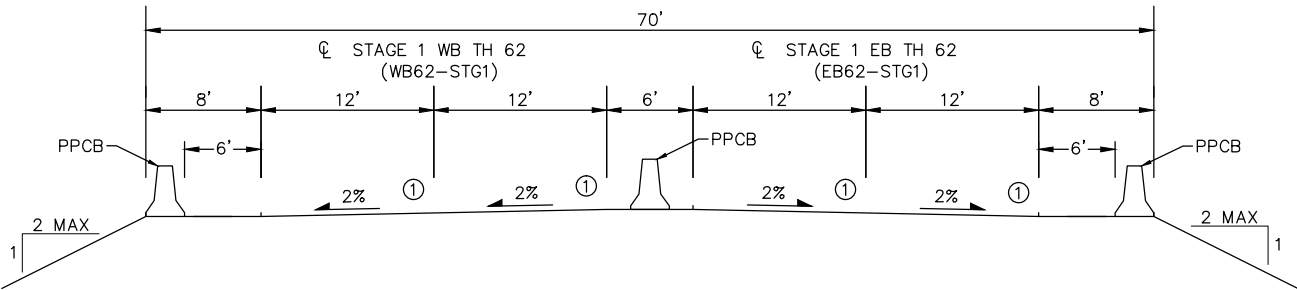 70'
℄ STAGE 1 WB TH 62
(WB62-STG1)
℄ STAGE 1 EB TH 62
(EB62-STG1)
8'
12'
12'
6'
12'
12'
8'
PPCB
6'
PPCB
6'
PPCB
2%
①
2%
①
2%
①
2%
①
2 MAX
1
2 MAX
1